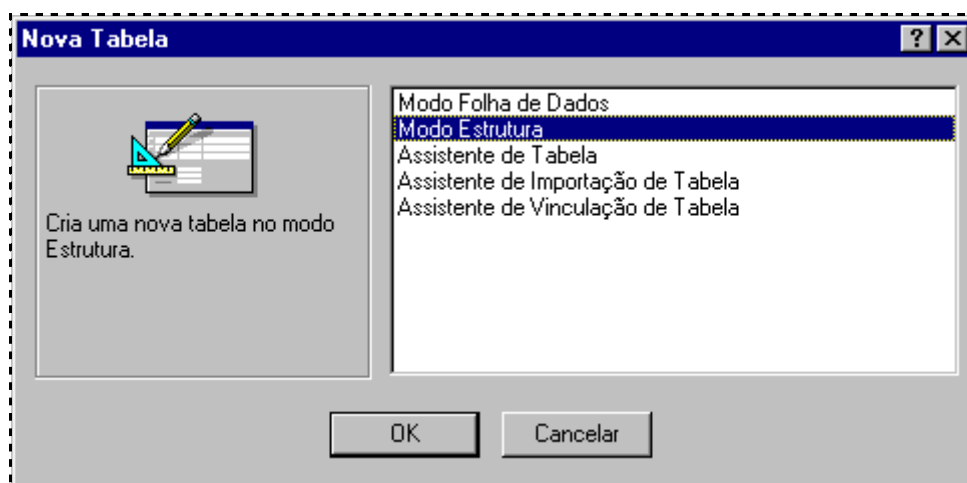 Nova Tabela
Cria uma nova tabela no modo
Estrutura.
Modo Folha de Dados
Modo Estrutura
Assistente de Tabela
Assistente de Importação de Tabela
Assistente de Vinculação de Tabela
OK
Cancelar